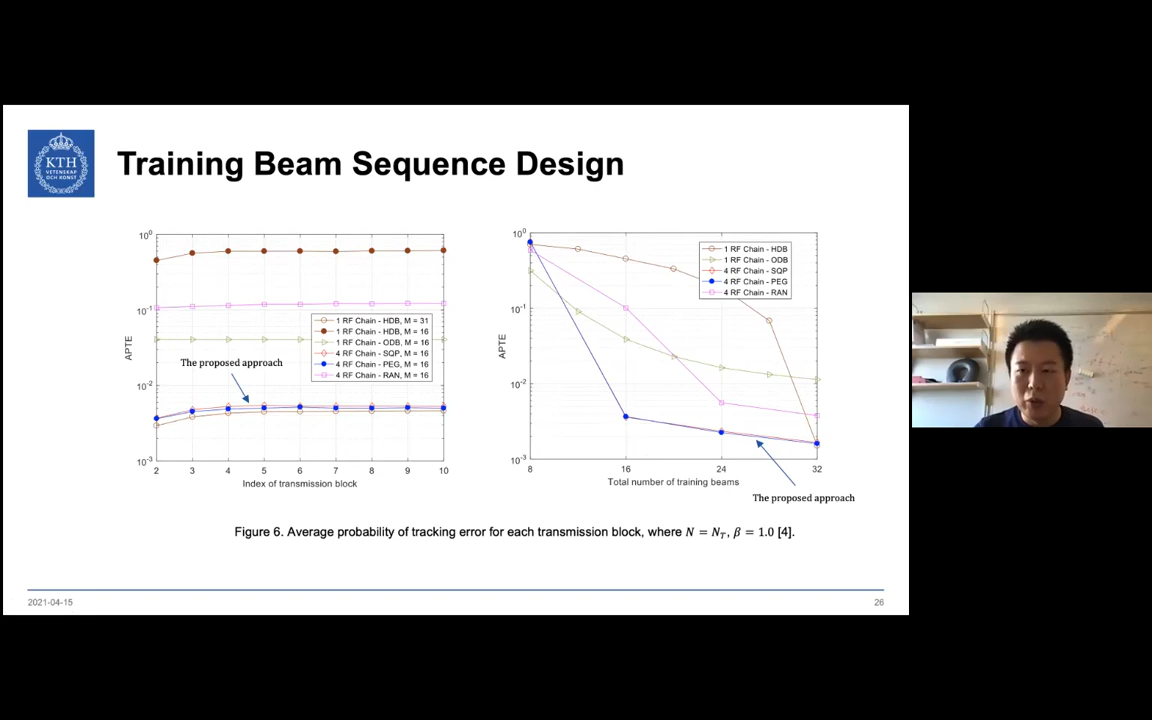 KTH
VETENSKAP
OCH KONST
Training Beam Sequence Design
10^0
10^-1
10^-2
10^-3
APTE
The proposed approach
1 RF Chain - HDB, M = 31
1 RF Chain - HDB, M = 16
1 RF Chain - ODB, M = 16
4 RF Chain - SQP, M = 16
4 RF Chain - PEG, M = 16
4 RF Chain - RAN, M = 16
2 3 4 5 6 7 8 9 10
Index of transmission block
10^0
10^-1
10^-2
10^-3
APTE
1 RF Chain - HDB
1 RF Chain - ODB
4 RF Chain - SQP
4 RF Chain - PEG
4 RF Chain - RAN
8 16 24 32
Total number of training beams
The proposed approach
Figure 6. Average probability of tracking error for each transmission block, where N = N_T, β = 1.0 [4].
2021-04-15
26